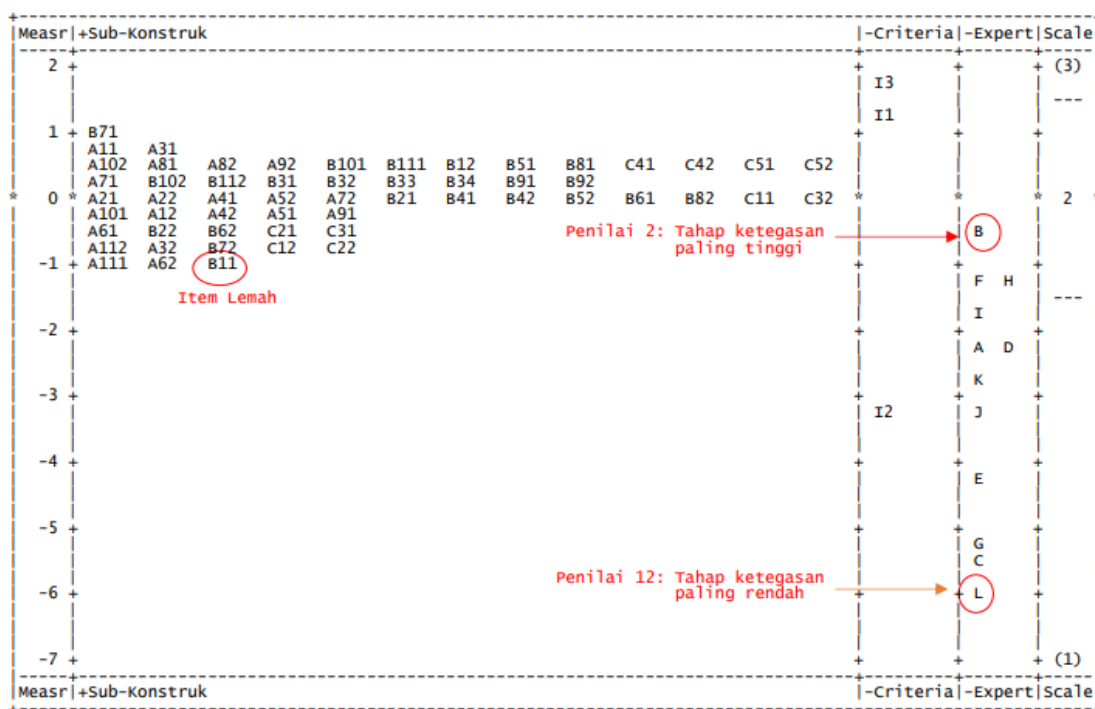 Measr|+Sub-Konstruk |-Criteria|-Expert|Scale
2 + + + + (3)
I3
---
I1
1 + B71 + + +
A11 A31
A102 A81 A82 A92 B101 B111 B12 B51 B81 C41 C42 C51 C52
A71 B102 B112 B31 B32 B33 B34 B91 B92
* 0 * A21 A22 A41 A52 A72 B21 B41 B42 B52 B61 B82 C11 C32 * * * 2 *
A101 A12 A42 A51 A91
A61 B22 B62 C21 C31 Penilai 2: Tahap ketegasan B
A112 A32 B72 C12 C22 paling tinggi
-1 + A111 A62 B11 + + +
F H
Item Lemah ---
I
-2 + + + +
A D
K
-3 + + + +
I2 J
-4 + + + +
E
-5 + + + +
G
C
Penilai 12: Tahap ketegasan
-6 + paling rendah + + L +
-7 + + + + (1)
Measr|+Sub-Konstruk |-Criteria|-Expert|Scale